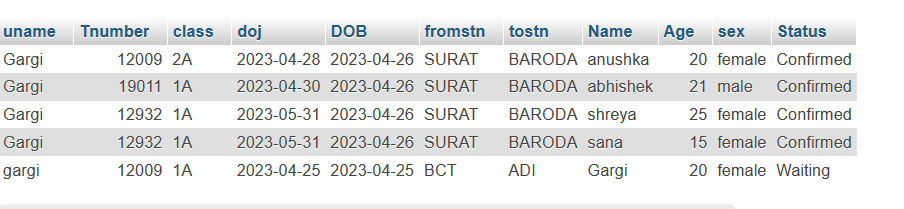 uname Tnumber class doj DOB fromstn tostn Name Age sex Status
Gargi 12009 2A 2023-04-28 2023-04-26 SURAT BARODA anushka 20 female Confirmed
Gargi 19011 1A 2023-04-30 2023-04-26 SURAT BARODA abhishek 21 male Confirmed
Gargi 12932 1A 2023-05-31 2023-04-26 SURAT BARODA shreya 25 female Confirmed
Gargi 12932 1A 2023-05-31 2023-04-26 SURAT BARODA sana 15 female Confirmed
gargi 12009 1A 2023-04-25 2023-04-25 BCT ADI Gargi 20 female Waiting